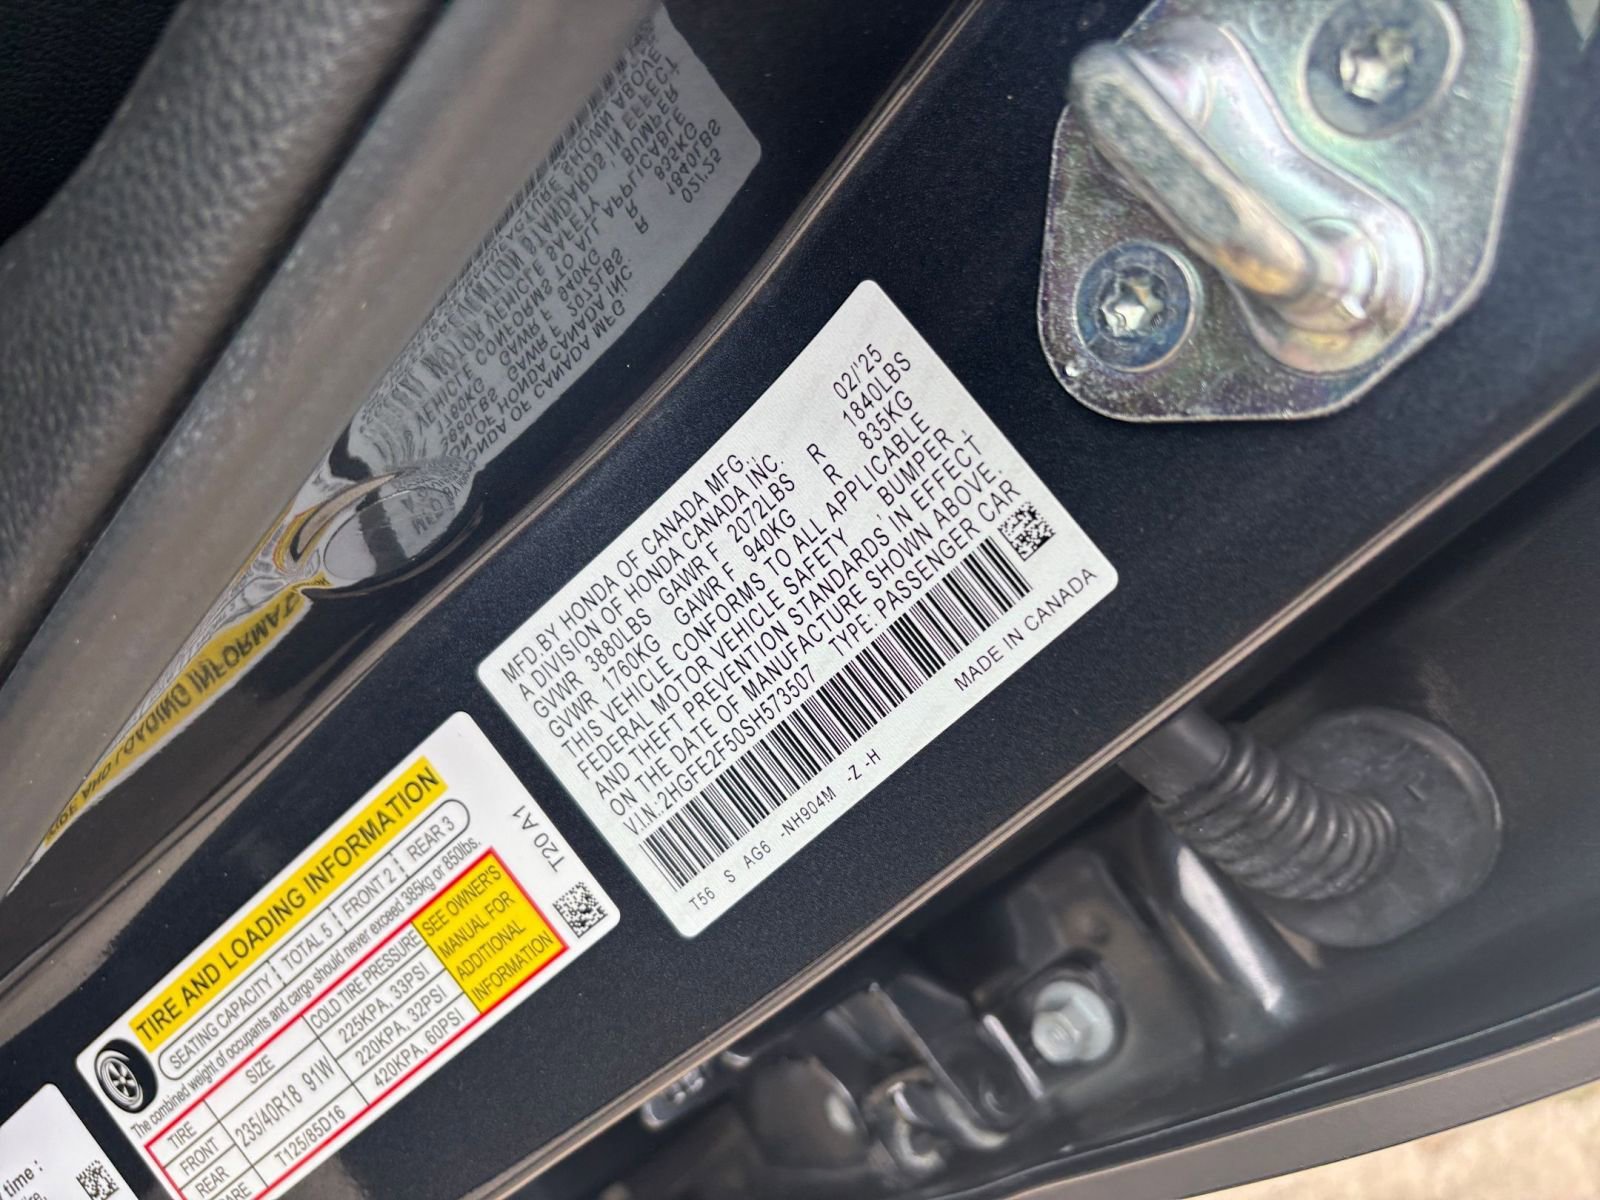 MFD. BY HONDA OF CANADA MFG.,
A DIVISION OF HONDA CANADA INC. 02/'25
GVWR 3880LBS GAWR F 2072LBS R 1840LBS
GVWR 1760KG GAWR F 940KG R 835KG
THIS VEHICLE CONFORMS TO ALL APPLICABLE
FEDERAL MOTOR VEHICLE SAFETY , BUMPER ,
AND THEFT PREVENTION STANDARDS IN EFFECT
ON THE DATE OF MANUFACTURE SHOWN ABOVE.
V.I.N.: 2HGFE2F50SH573507 TYPE: PASSENGER CAR
T56 S AG6 -NH904M -Z -H
MADE IN CANADA
TIRE AND LOADING INFORMATION
SEATING CAPACITY TOTAL 5 FRONT 2 REAR 3
The combined weight of occupants and cargo should never exceed 385kg or 850lbs.
TIRE SIZE COLD TIRE PRESSURE
FRONT 235/40R18 91W 225KPA, 33PSI
REAR 220KPA, 32PSI
T125/85D16 420KPA, 60PSI
SEE OWNER'S
MANUAL FOR
ADDITIONAL
INFORMATION
T20 A1
time :